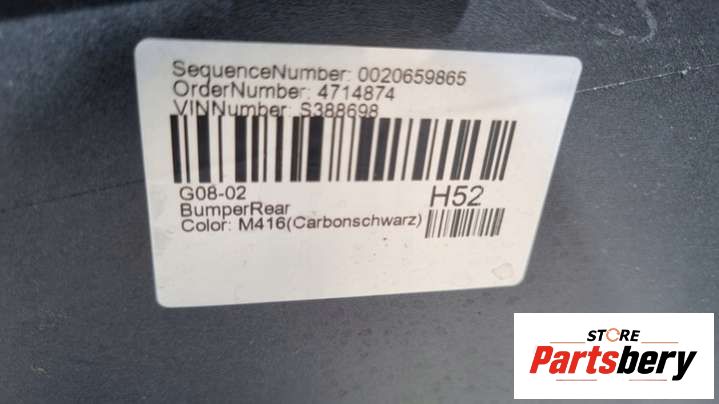 SequenceNumber: 0020659865
OrderNumber: 4714874
VINNumber: S388698
G08-02
H52
BumperRear
Color: M416(Carbonschwarz)
STORE
Partsbery